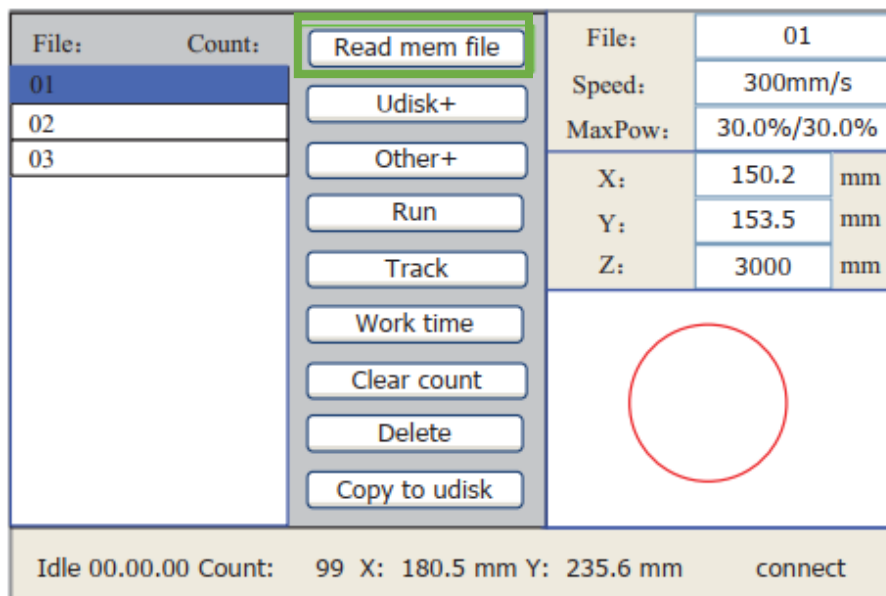 File: Count:
01
02
03
Read mem file
Udisk+
Other+
Run
Track
Work time
Clear count
Delete
Copy to udisk
File: 01
Speed: 300mm/s
MaxPow: 30.0%/30.0%
X: 150.2 mm
Y: 153.5 mm
Z: 3000 mm
Idle 00.00.00 Count: 99 X: 180.5 mm Y: 235.6 mm connect